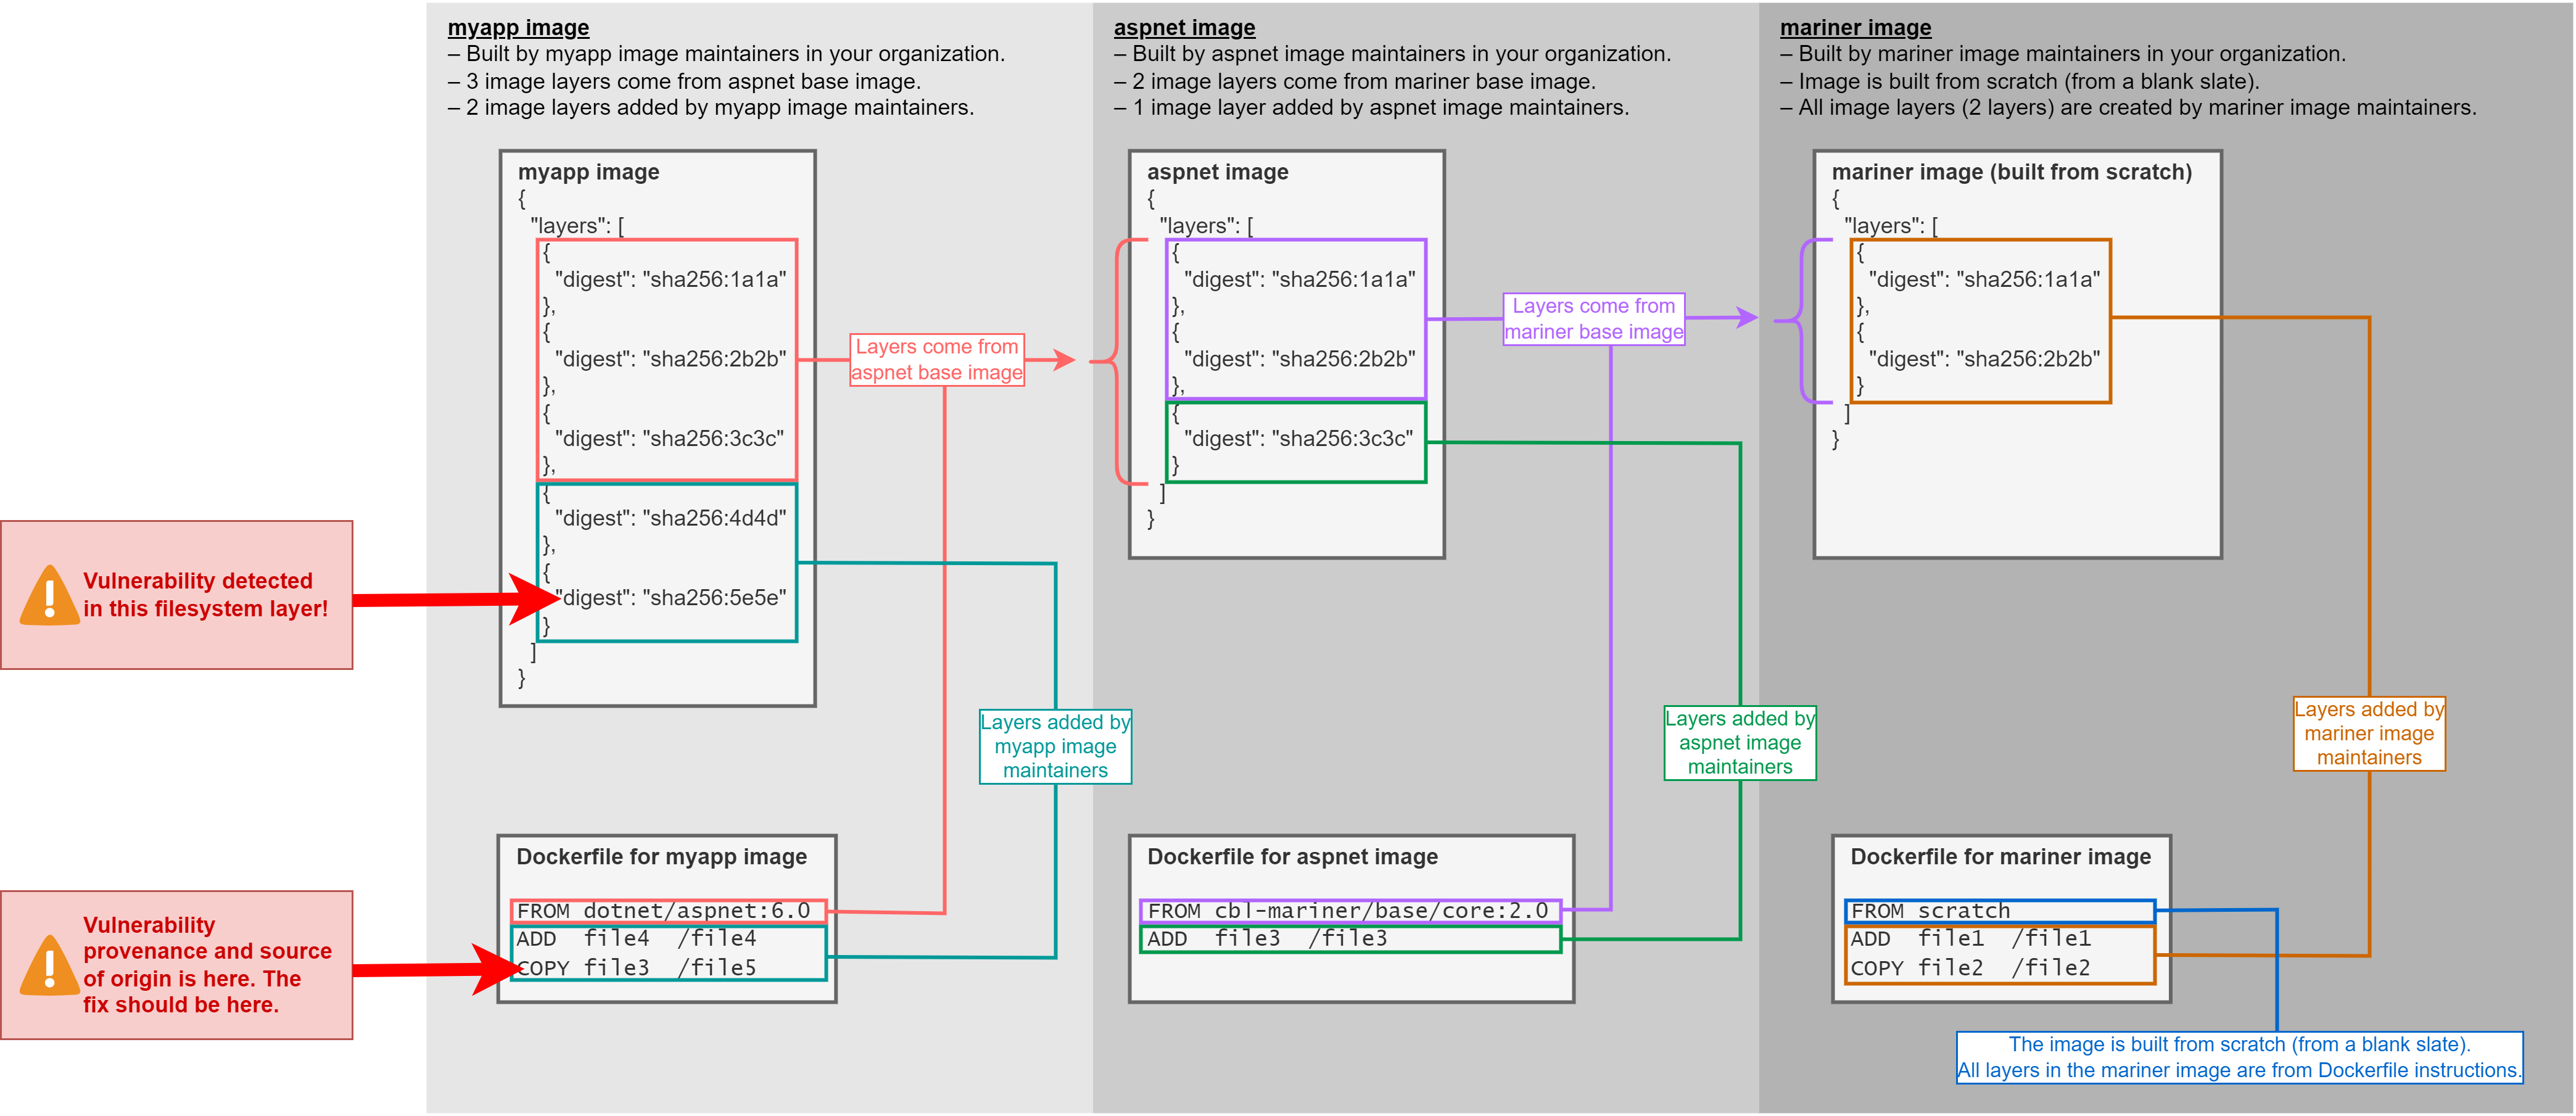 myapp image
– Built by myapp image maintainers in your organization.
– 3 image layers come from aspnet base image.
– 2 image layers added by myapp image maintainers.
aspnet image
– Built by aspnet image maintainers in your organization.
– 2 image layers come from mariner base image.
– 1 image layer added by aspnet image maintainers.
mariner image
– Built by mariner image maintainers in your organization.
– Image is built from scratch (from a blank slate).
– All image layers (2 layers) are created by mariner image maintainers.
myapp image
{
"layers": [
{
"digest": "sha256:1a1a"
},
{
"digest": "sha256:2b2b"
},
{
"digest": "sha256:3c3c"
},
{
"digest": "sha256:4d4d"
},
{
"digest": "sha256:5e5e"
}
]
}
Layers come from
aspnet base image
aspnet image
{
"layers": [
{
"digest": "sha256:1a1a"
},
{
"digest": "sha256:2b2b"
},
{
"digest": "sha256:3c3c"
}
]
}
Layers come from
mariner base image
mariner image (built from scratch)
{
"layers": [
{
"digest": "sha256:1a1a"
},
{
"digest": "sha256:2b2b"
}
]
}
Vulnerability detected
in this filesystem layer!
Layers added by
myapp image
maintainers
Layers added by
aspnet image
maintainers
Layers added by
mariner image
maintainers
Vulnerability
provenance and source
of origin is here. The
fix should be here.
Dockerfile for myapp image
FROM dotnet/aspnet:6.0
ADD file4 /file4
COPY file3 /file5
Dockerfile for aspnet image
FROM cbl-mariner/base/core:2.0
ADD file3 /file3
Dockerfile for mariner image
FROM scratch
ADD file1 /file1
COPY file2 /file2
The image is built from scratch (from a blank slate).
All layers in the mariner image are from Dockerfile instructions.